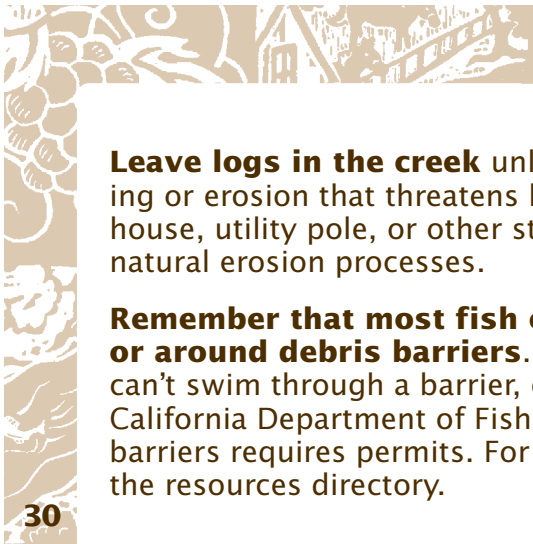 Leave logs in the creek
ing or erosion that threatens
house, utility pole, or other
natural erosion processes.
Remember that most fish
or around debris barriers.
can't swim through a barrier,
California Department of Fish
barriers requires permits. For
the resources directory.
30